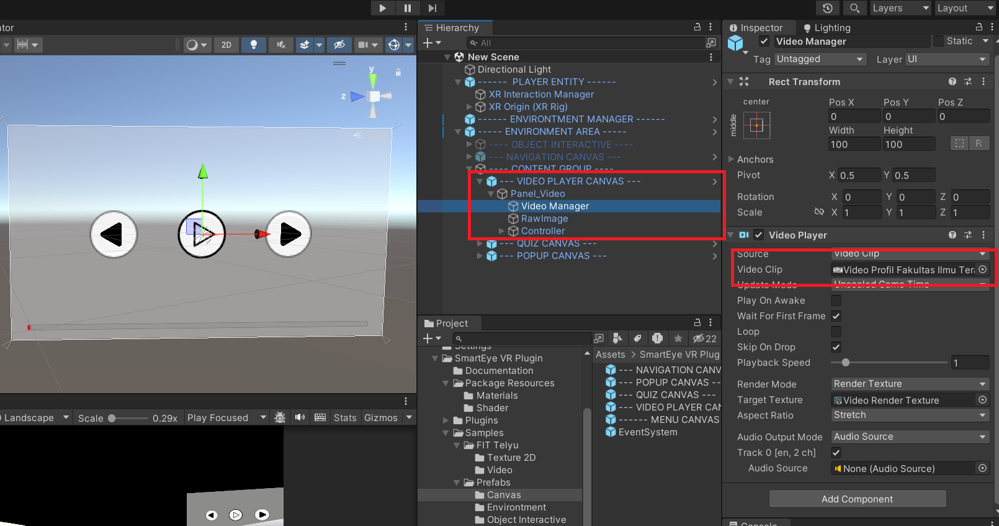 Layers
Layout
ator
2D
y
z
Landscape
Scale
0.29x
Play Focused
Stats
Gizmos
Hierarchy
All
New Scene
Directional Light
------ PLAYER ENTITY ------
XR Interaction Manager
XR Origin (XR Rig)
------ ENVIRONTMENT MANAGER ------
----- ENVIRONMENT AREA -----
---- OBJECT INTERACTIVE ----
--- NAVIGATION CANVAS ---
---- CONTENT GROUP ----
--- VIDEO PLAYER CANVAS ---
Panel_Video
Video Manager
RawImage
Controller
--- QUIZ CANVAS ---
--- POPUP CANVAS ---
Project
22
Settings
SmartEye VR Plugin
Documentation
Package Resources
Materials
Shader
Plugins
Samples
FIT Telyu
Texture 2D
Video
Prefabs
Canvas
Environtment
Object Interactive
Assets > SmartEye VR Plug
--- NAVIGATION CANV
--- POPUP CANVAS ---
--- QUIZ CANVAS ---
--- VIDEO PLAYER CAN
------ MENU CANVAS
EventSystem
Inspector
Lighting
Video Manager
Static
Tag Untagged
Layer UI
Rect Transform
center
middle
Pos X Pos Y Pos Z
0 0 0
Width Height
100 100
R
Anchors
Pivot X 0.5 Y 0.5
Rotation X 0 Y 0 Z 0
Scale X 1 Y 1 Z 1
Video Player
Source Video Clip
Video Clip Video Profil Fakultas Ilmu Tera
Update Mode Unscaled Game Time
Play On Awake
Wait For First Frame
Loop
Skip On Drop
Playback Speed 1
Render Mode Render Texture
Target Texture Video Render Texture
Aspect Ratio Stretch
Audio Output Mode Audio Source
Track 0 [en, 2 ch]
Audio Source None (Audio Source)
Add Component
Console